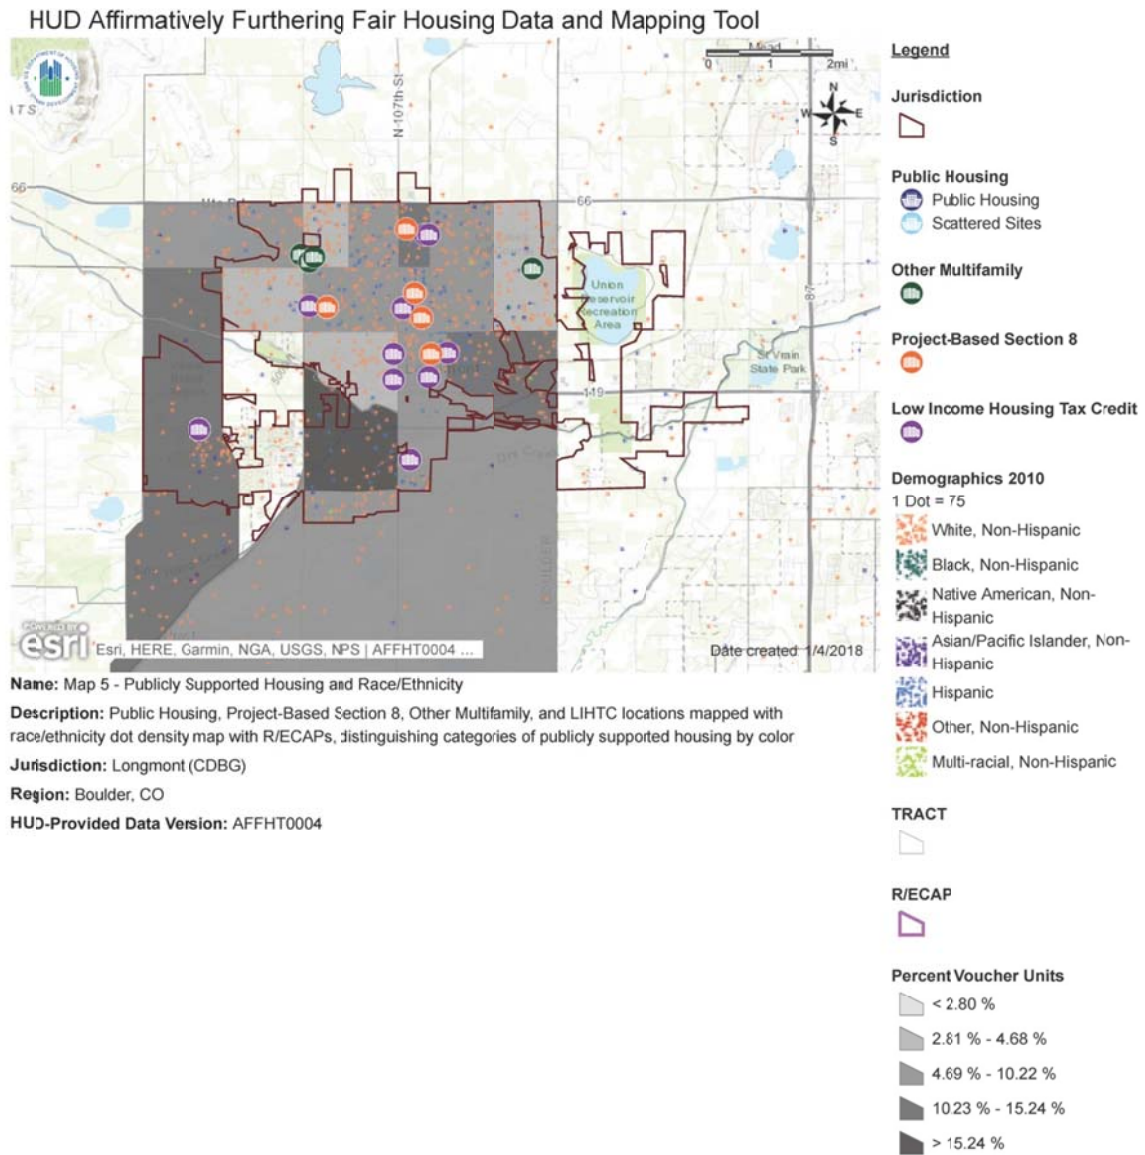 HUD Affirmatively Furthering Fair Housing Data and Mapping Tool
Mead
0 1 2mi
N
W E
S
N 107th St
66
66
87
119
Union
Reservoir
Recreation
Area
St Vrain
State Park
BOULDER
POWERED BY
esri
Esri, HERE, Garmin, NGA, USGS, NPS | AFFHT0004 ...
Date created: 1/4/2018
Name: Map 5 - Publicly Supported Housing and Race/Ethnicity
Description: Public Housing, Project-Based Section 8, Other Multifamily, and LIHTC locations mapped with
race/ethnicity dot density map with R/ECAPs, distinguishing categories of publicly supported housing by color
Jurisdiction: Longmont (CDBG)
Region: Boulder, CO
HUD-Provided Data Version: AFFHT0004
Legend
Jurisdiction
Public Housing
Public Housing
Scattered Sites
Other Multifamily
Project-Based Section 8
Low Income Housing Tax Credit
Demographics 2010
1 Dot = 75
White, Non-Hispanic
Black, Non-Hispanic
Native American, Non-
Hispanic
Asian/Pacific Islander, Non-
Hispanic
Hispanic
Other, Non-Hispanic
Multi-racial, Non-Hispanic
TRACT
R/ECAP
Percent Voucher Units
< 2.80 %
2.81 % - 4.68 %
4.69 % - 10.22 %
10.23 % - 15.24 %
> 15.24 %